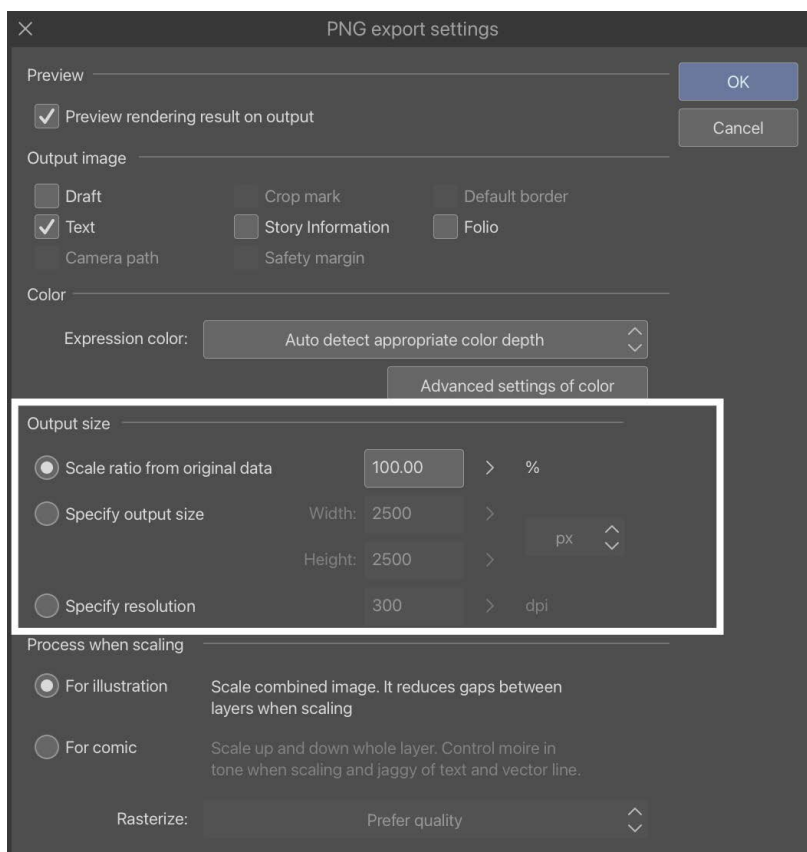 PNG export settings
Preview
OK
Preview rendering result on output
Cancel
Output image
Draft Crop mark Default border
Text Story Information Folio
Camera path Safety margin
Color
Expression color: Auto detect appropriate color depth
Advanced settings of color
Output size
Scale ratio from original data 100.00 > %
Specify output size Width: 2500 >
px
Height: 2500 >
Specify resolution 300 > dpi
Process when scaling
For illustration Scale combined image. It reduces gaps between
layers when scaling
For comic Scale up and down whole layer. Control moire in
tone when scaling and jaggy of text and vector line.
Rasterize: Prefer quality